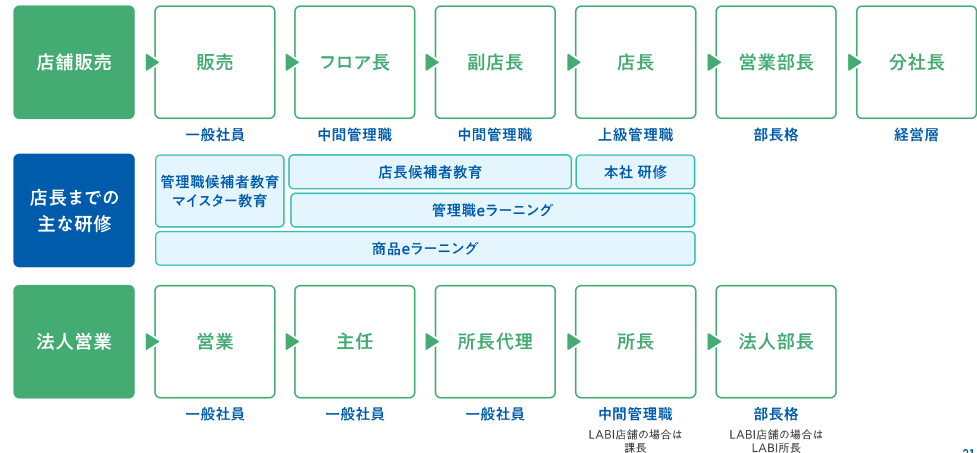 店舗販売
販売
フロア長
副店長
店長
営業部長
分社長
一般社員
中間管理職
中間管理職
上級管理職
部長格
経営層
店長までの
主な研修
管理職候補者教育
マイスター教育
店長候補者教育
本社 研修
管理職eラーニング
商品eラーニング
法人営業
営業
主任
所長代理
所長
法人部長
一般社員
一般社員
一般社員
中間管理職
部長格
LABI店舗の場合は
課長
LABI店舗の場合は
LABI所長